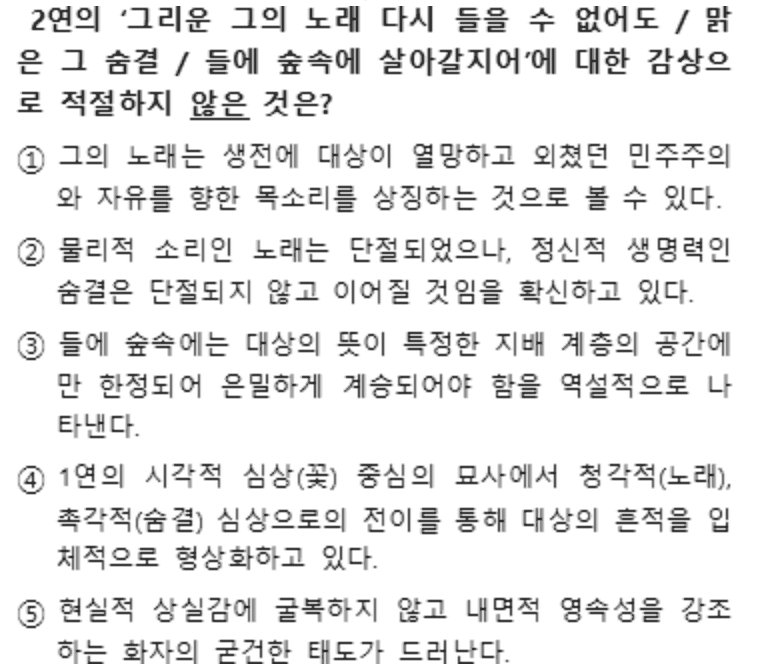 2연의 ‘그리운 그의 노래 다시 들을 수 없어도 / 맑
은 그 숨결 / 들에 숲속에 살아갈지어’에 대한 감상으
로 적절하지 않은 것은?
① 그의 노래는 생전에 대상이 열망하고 외쳤던 민주주의
와 자유를 향한 목소리를 상징하는 것으로 볼 수 있다.
② 물리적 소리인 노래는 단절되었으나, 정신적 생명력인
숨결은 단절되지 않고 이어질 것임을 확신하고 있다.
③ 들에 숲속에는 대상의 뜻이 특정한 지배 계층의 공간에
만 한정되어 은밀하게 계승되어야 함을 역설적으로 나
타낸다.
④ 1연의 시각적 심상(꽃) 중심의 묘사에서 청각적(노래),
촉각적(숨결) 심상으로의 전이를 통해 대상의 흔적을 입
체적으로 형상화하고 있다.
⑤ 현실적 상실감에 굴복하지 않고 내면적 영속성을 강조
하는 화자의 굳건한 태도가 드러난다.